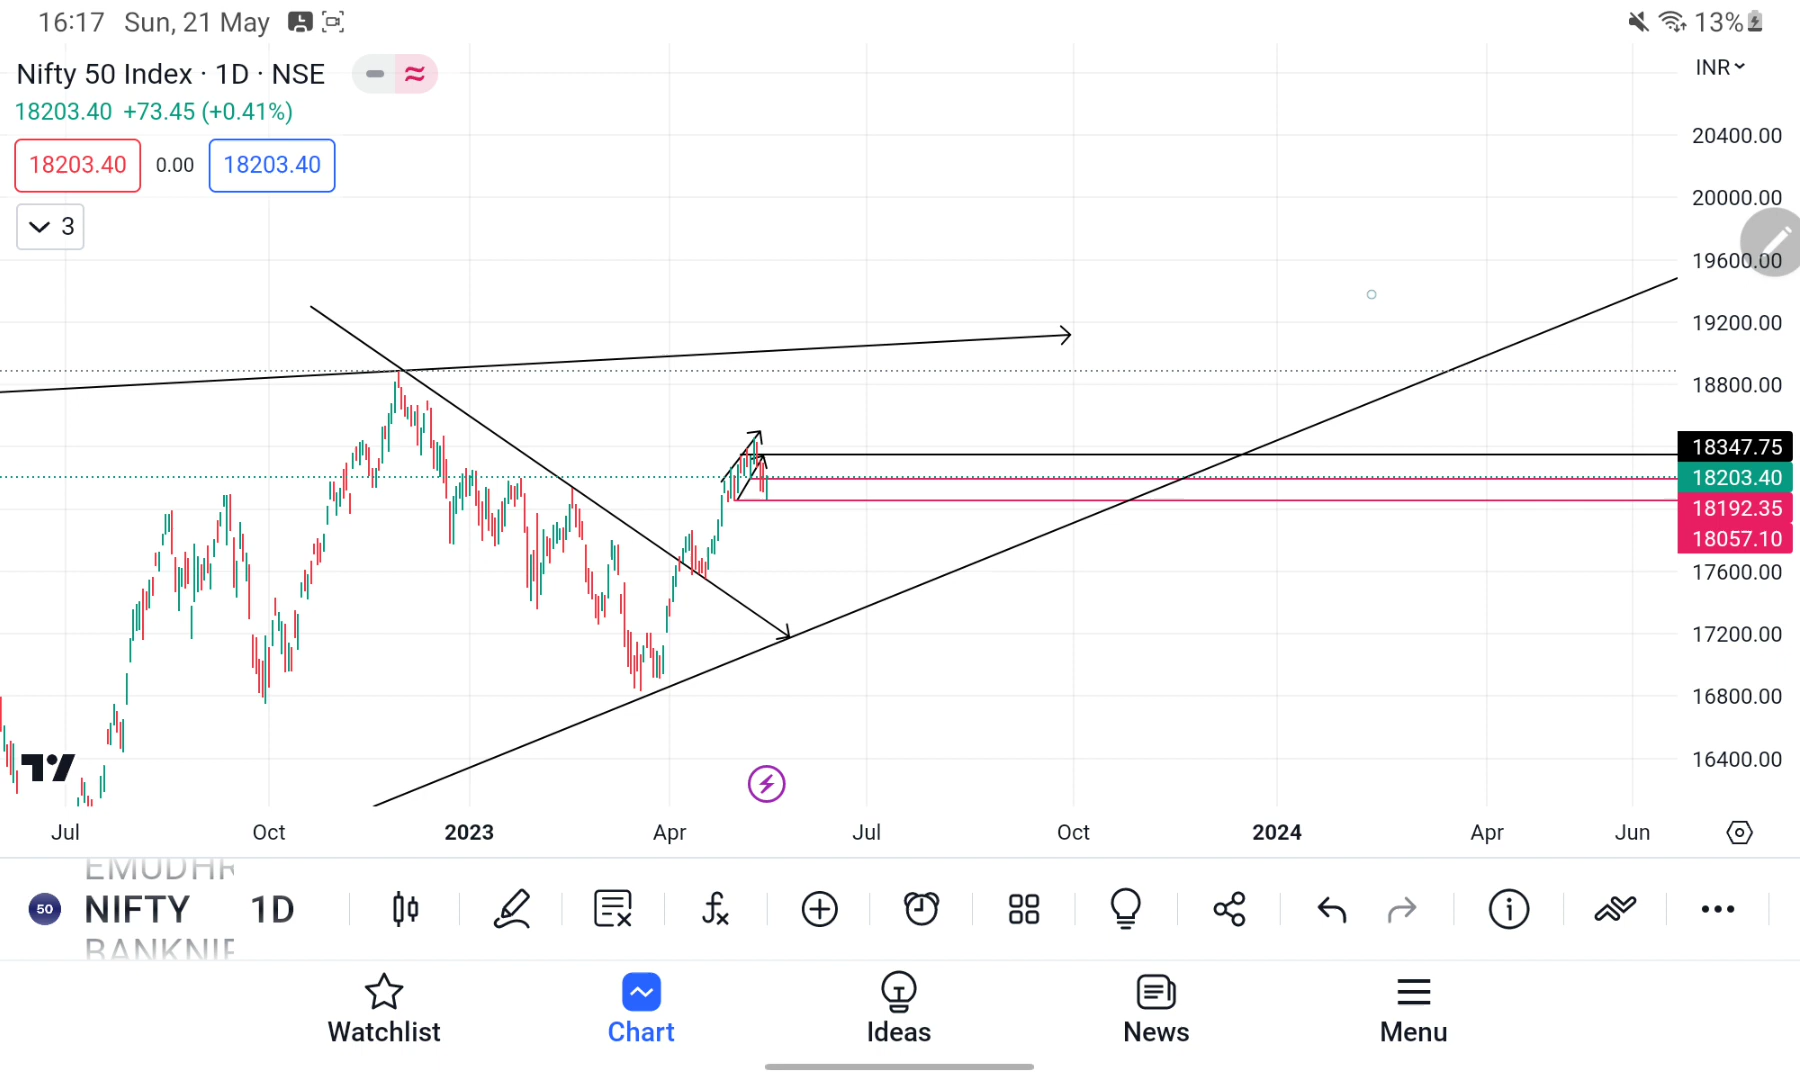 16:17 Sun, 21 May 13%
Nifty 50 Index · 1D · NSE
INR
18203.40 +73.45 (+0.41%)
18203.40 0.00 18203.40
3
20400.00
20000.00
19600.00
19200.00
18800.00
18347.75
18203.40
18192.35
18057.10
17600.00
17200.00
16800.00
16400.00
Jul Oct 2023 Apr Jul Oct 2024 Apr Jun
EMUDHR
50 NIFTY 1D
BANKNIF
Watchlist Chart Ideas News Menu